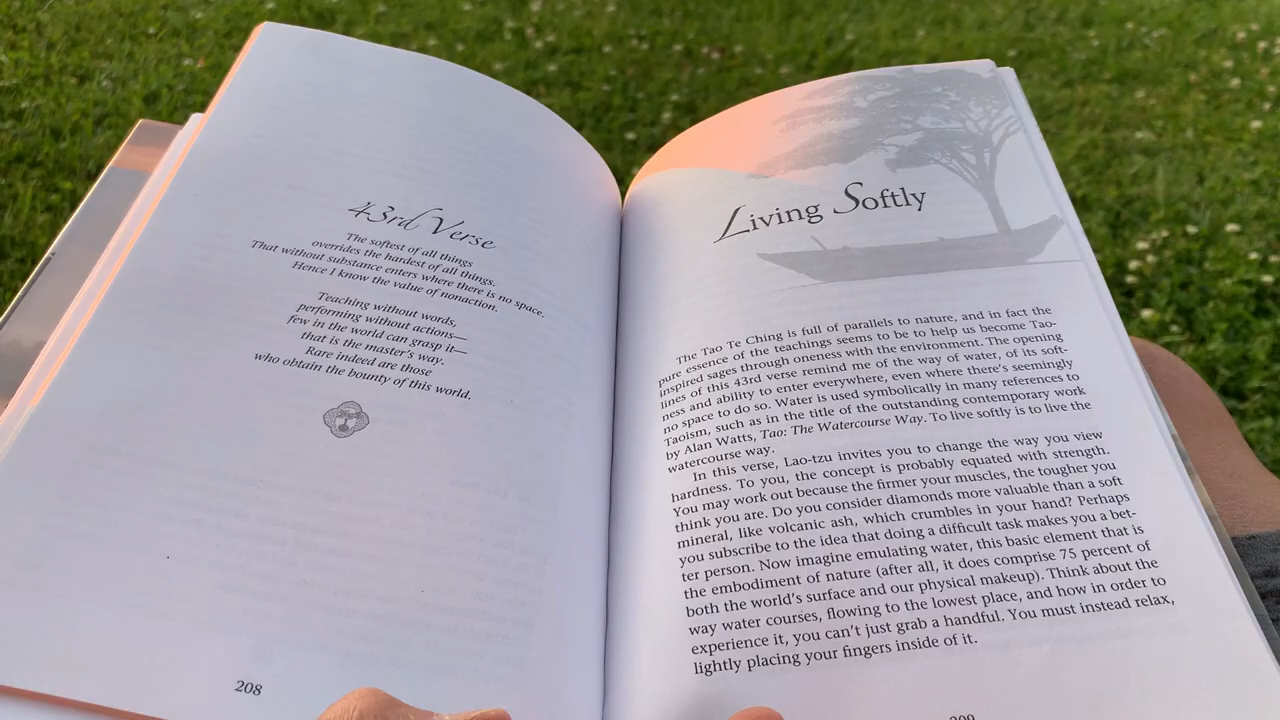 43rd Verse
The softest of all things
overrides the hardest of all things.
That without substance enters where there is no space.
Hence I know the value of nonaction.
Teaching without words,
performing without actions—
few in the world can grasp it—
that is the master's way.
Rare indeed are those
who obtain the bounty of this world.
208
Living Softly
The Tao Te Ching is full of parallels to nature, and in fact the
pure essence of the teachings seems to be to help us become Tao-
inspired sages through oneness with the environment. The opening
lines of this 43rd verse remind me of the way of water, of its soft-
ness and ability to enter everywhere, even where there's seemingly
no space to do so. Water is used symbolically in many references to
Taoism, such as in the title of the outstanding contemporary work
by Alan Watts, Tao: The Watercourse Way. To live softly is to live the
watercourse way.
In this verse, Lao-tzu invites you to change the way you view
hardness. To you, the concept is probably equated with strength.
You may work out because the firmer your muscles, the tougher you
think you are. Do you consider diamonds more valuable than a soft
mineral, like volcanic ash, which crumbles in your hand? Perhaps
you subscribe to the idea that doing a difficult task makes you a bet-
ter person. Now imagine emulating water, this basic element that is
the embodiment of nature (after all, it does comprise 75 percent of
both the world's surface and our physical makeup). Think about the
way water courses, flowing to the lowest place, and how in order to
experience it, you can't just grab a handful. You must instead relax,
lightly placing your fingers inside of it.
209